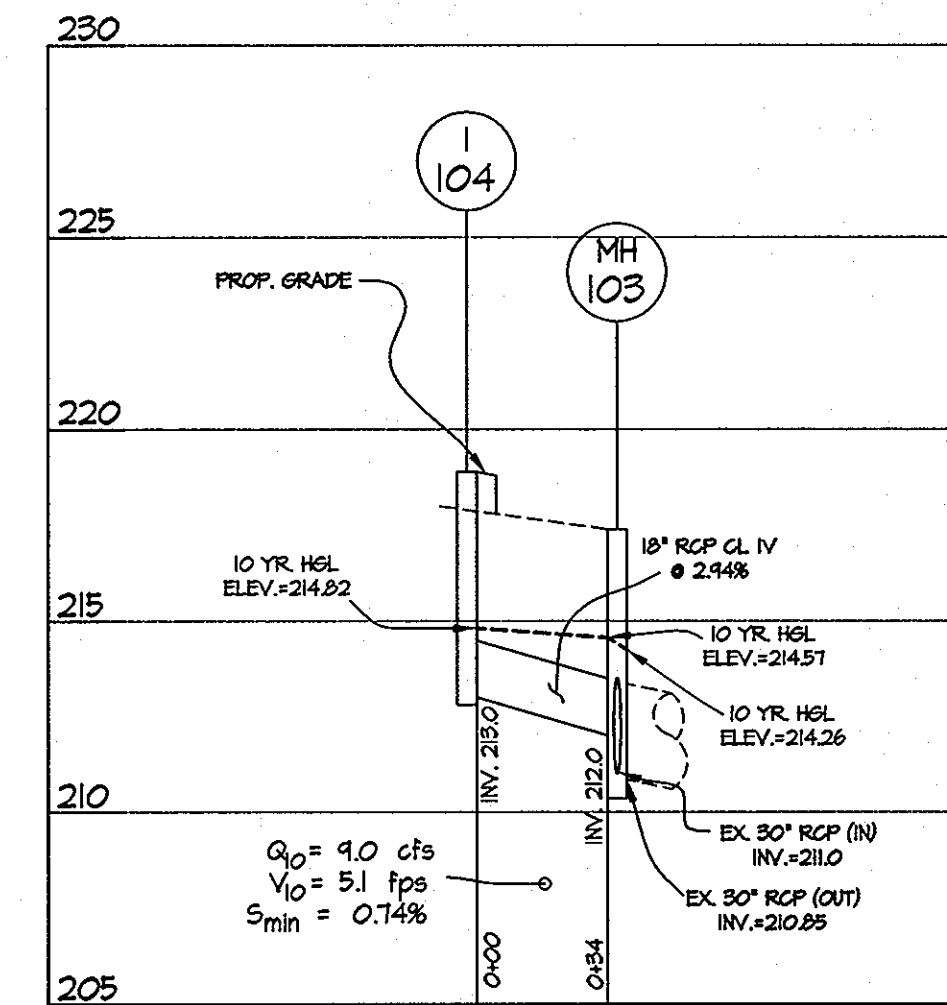 230
I
104
225
MH
103
PROP. GRADE
220
18" RCP CL. IV
@ 2.94%
10 YR. HGL
ELEV.=214.82
215
10 YR. HGL
ELEV.=214.57
10 YR. HGL
ELEV.=214.26
INV. 213.0
INV. 212.0
210
EX. 30" RCP (IN)
INV.=211.0
Q10 = 9.0 cfs
V10 = 5.1 fps
Smin = 0.74%
EX. 30" RCP (OUT)
INV.=210.85
0+00
0+34
205